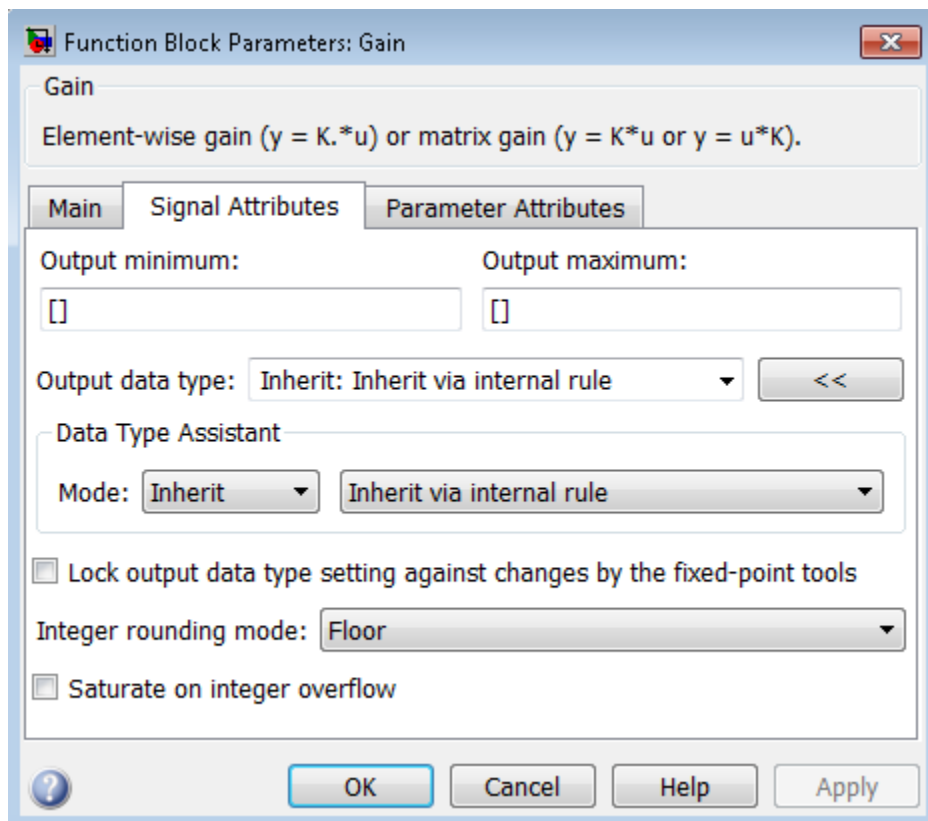 Function Block Parameters: Gain
Gain
Element-wise gain (y = K.*u) or matrix gain (y = K*u or y = u*K).
Main Signal Attributes Parameter Attributes
Output minimum: Output maximum:
[] []
Output data type: Inherit: Inherit via internal rule <<
Data Type Assistant
Mode: Inherit Inherit via internal rule
Lock output data type setting against changes by the fixed-point tools
Integer rounding mode: Floor
Saturate on integer overflow
? OK Cancel Help Apply